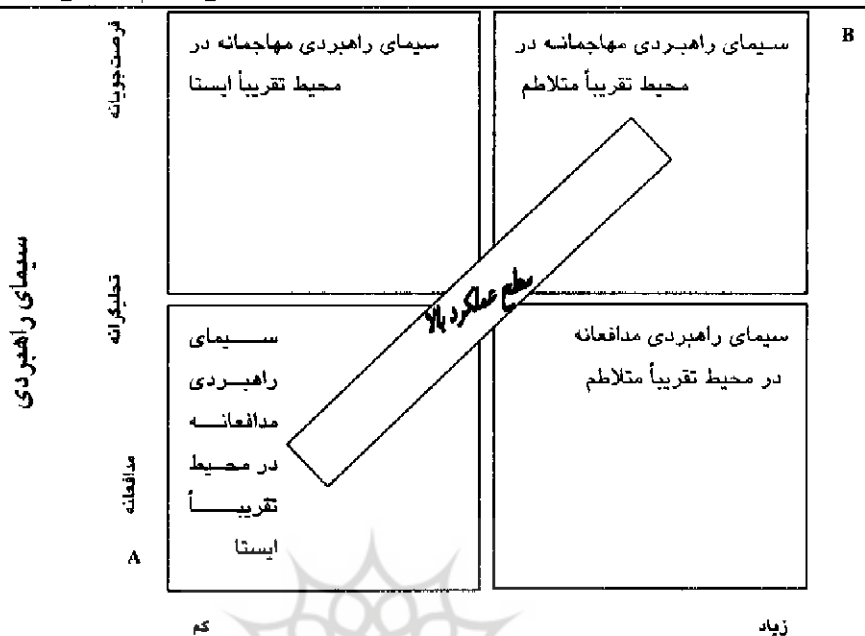 B
سیمای راهبردی مهاجمانه در
محیط تقریباً متلاطم
سیمای راهبردی مهاجمانه در
محیط تقریباً ایستا
فرصت‌جویانه
سطح عملکرد بالا
تحلیگرانه
سیمای راهبردی
سیمای راهبردی مدافعانه
در محیط تقریباً متلاطم
سیمای
راهبردی
مدافعانه
در محیط
تقریباً
ایستا
مدافعانه
A
زیاد
کم